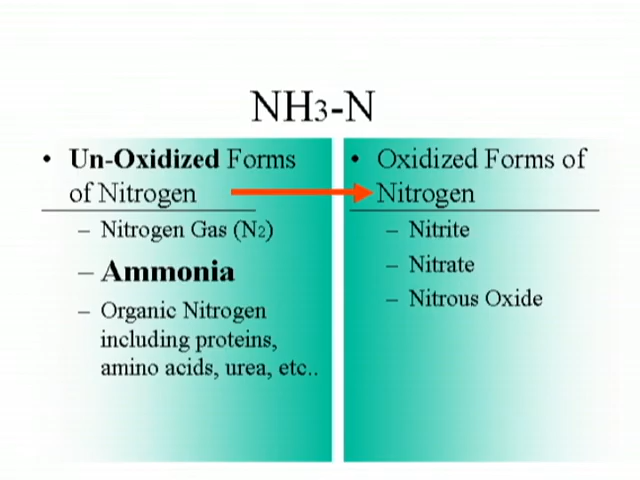 NH3-N
• Un-Oxidized Forms
of Nitrogen
– Nitrogen Gas (N2)
– Ammonia
– Organic Nitrogen
including proteins,
amino acids, urea, etc..
• Oxidized Forms of
Nitrogen
– Nitrite
– Nitrate
– Nitrous Oxide